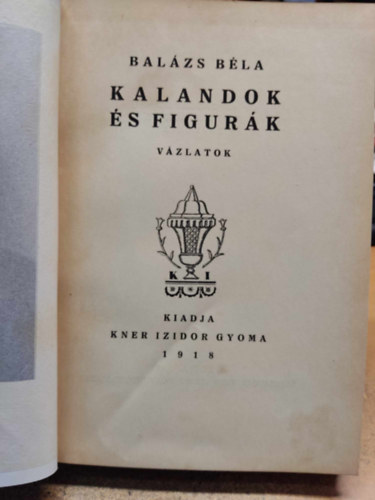 BALÁZS BÉLA
KALANDOK
ÉS FIGURÁK
VÁZLATOK
K I
KIADJA
KNER IZIDOR GYOMA
1918